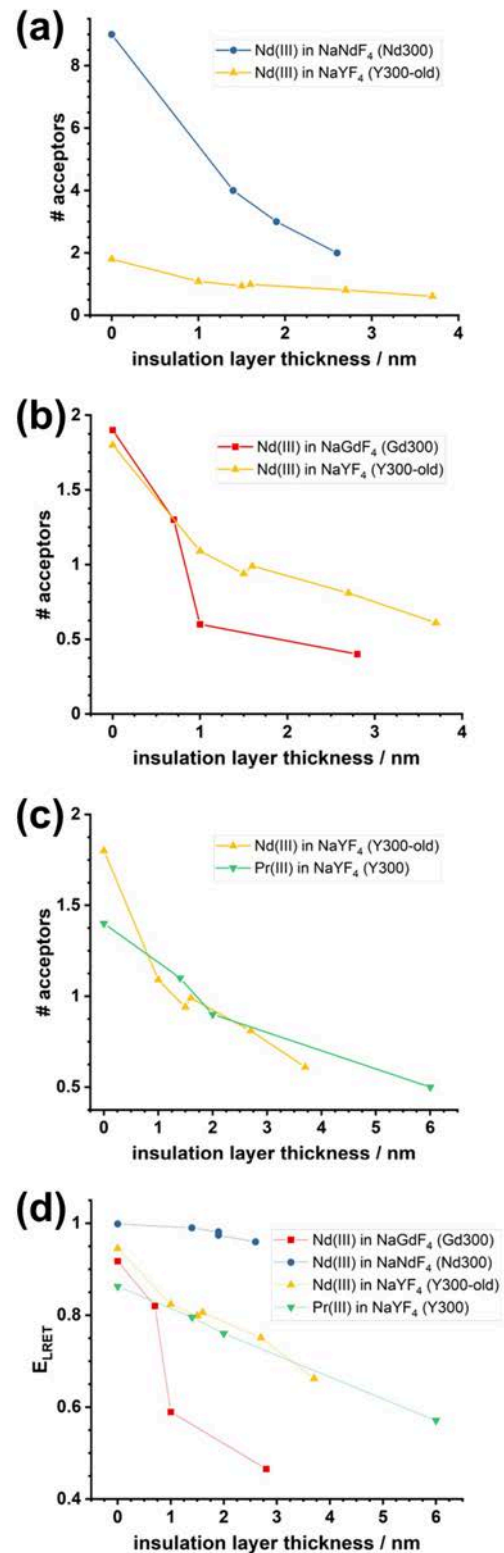 (a)
Nd(III) in NaNdF₄ (Nd300)
Nd(III) in NaYF₄ (Y300-old)
8
6
4
2
0
# acceptors
0 1 2 3 4
insulation layer thickness / nm
(b)
2
Nd(III) in NaGdF₄ (Gd300)
Nd(III) in NaYF₄ (Y300-old)
1.5
1
0.5
0
# acceptors
0 1 2 3 4
insulation layer thickness / nm
(c)
2
Nd(III) in NaYF₄ (Y300-old)
Pr(III) in NaYF₄ (Y300)
1.5
1
0.5
# acceptors
0 1 2 3 4 5 6
insulation layer thickness / nm
(d)
1
Nd(III) in NaGdF₄ (Gd300)
Nd(III) in NaNdF₄ (Nd300)
Nd(III) in NaYF₄ (Y300-old)
Pr(III) in NaYF₄ (Y300)
0.8
0.6
0.4
E_LRET
0 1 2 3 4 5 6
insulation layer thickness / nm